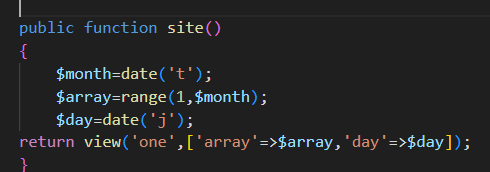 public function site()
{
$month=date('t');
$array=range(1,$month);
$day=date('j');
return view('one',['array'=>$array,'day'=>$day]);
}